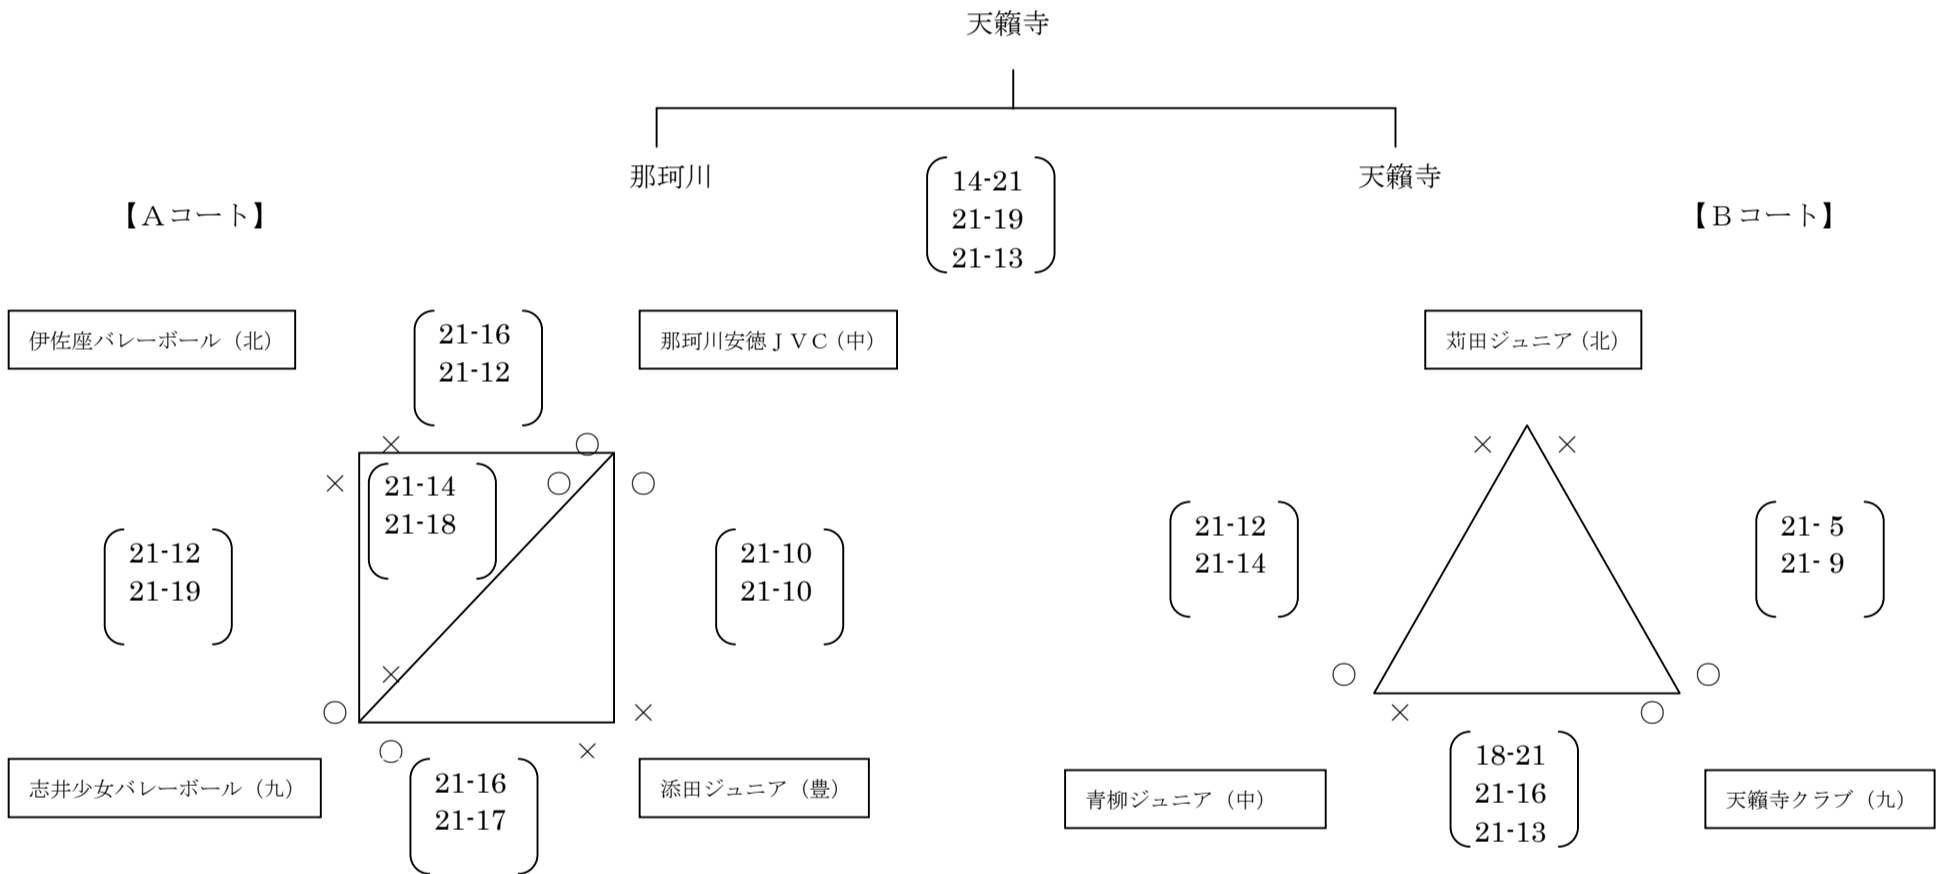 天籟寺
那珂川
天籟寺
14-21
21-19
21-13
【Aコート】
【Bコート】
伊佐座バレーボール（北）
21-16
21-12
那珂川安徳ＪＶＣ（中）
苅田ジュニア（北）
× ○
× ○ ○
21-14
21-18
21-12
21-19
21-10
21-10
×
○ ×
○ ×
21-16
21-17
志井少女バレーボール（九）
添田ジュニア（豊）
× ×
21-12
21-14
21- 5
21- 9
○ ○
× ○
18-21
21-16
21-13
青柳ジュニア（中）
天籟寺クラブ（九）